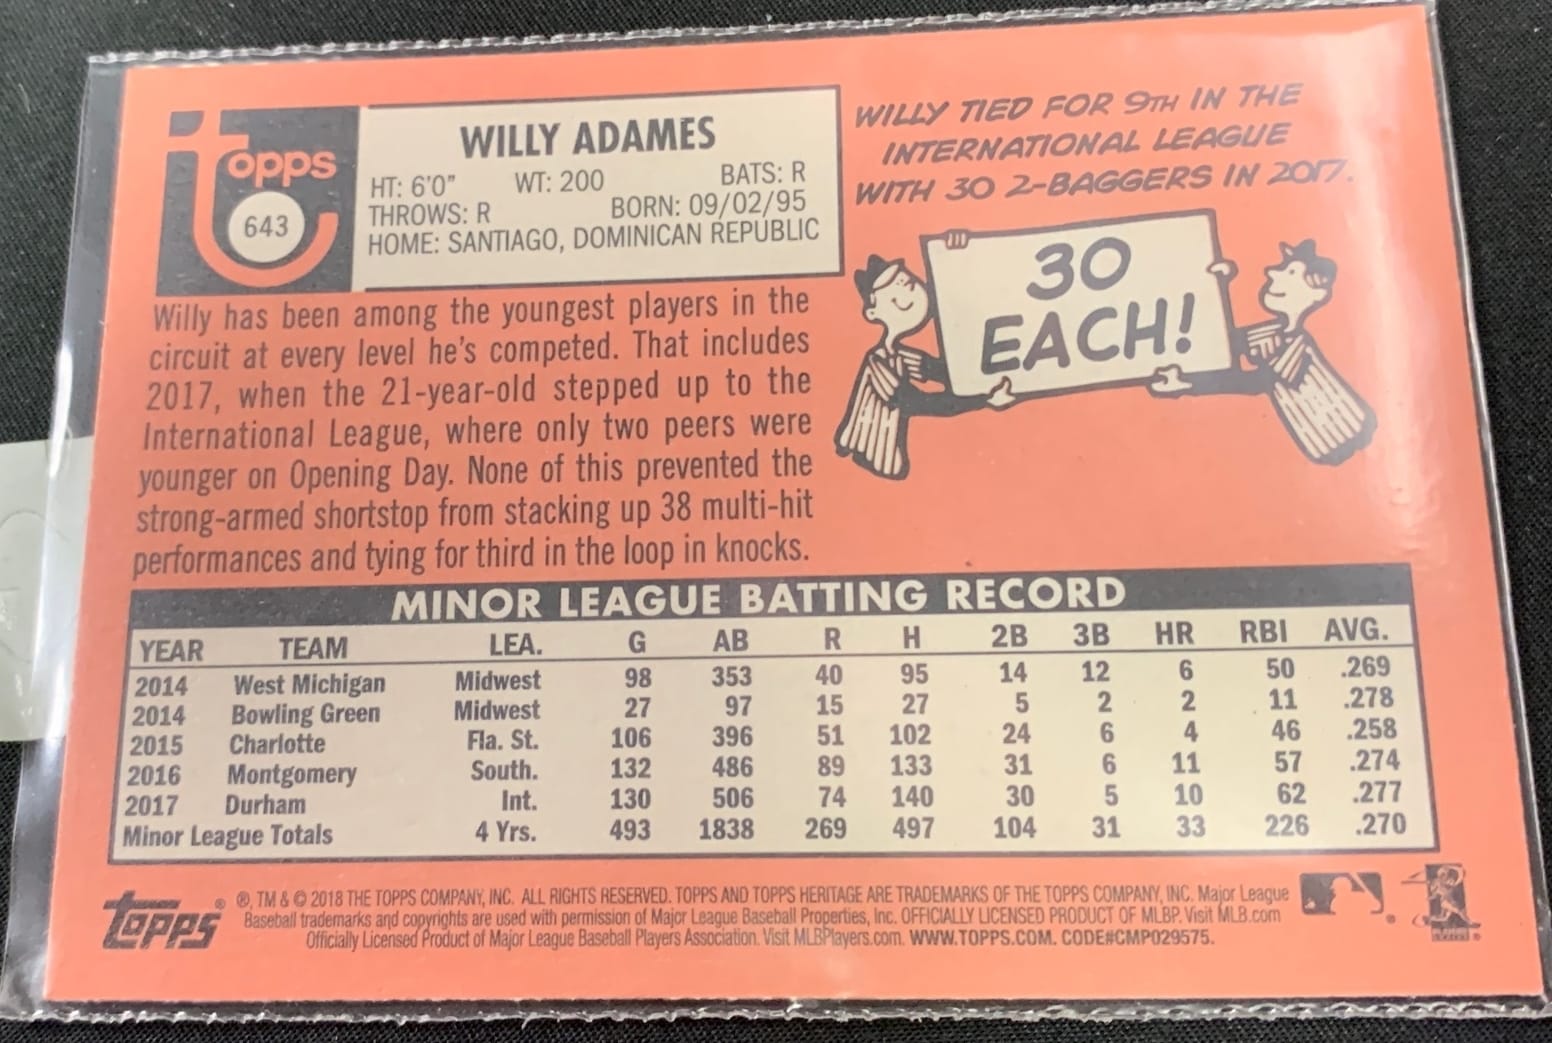 topps
643
WILLY ADAMES
HT: 6'0" WT: 200 BATS: R
THROWS: R BORN: 09/02/95
HOME: SANTIAGO, DOMINICAN REPUBLIC
WILLY TIED FOR 9TH IN THE
INTERNATIONAL LEAGUE
WITH 30 2-BAGGERS IN 2017.
30
EACH!
Willy has been among the youngest players in the
circuit at every level he's competed. That includes
2017, when the 21-year-old stepped up to the
International League, where only two peers were
younger on Opening Day. None of this prevented the
strong-armed shortstop from stacking up 38 multi-hit
performances and tying for third in the loop in knocks.
MINOR LEAGUE BATTING RECORD
YEAR TEAM LEA. G AB R H 2B 3B HR RBI AVG.
2014 West Michigan Midwest 98 353 40 95 14 12 6 50 .269
2014 Bowling Green Midwest 27 97 15 27 5 2 2 11 .278
2015 Charlotte Fla. St. 106 396 51 102 24 6 4 46 .258
2016 Montgomery South. 132 486 89 133 31 6 11 57 .274
2017 Durham Int. 130 506 74 140 30 5 10 62 .277
Minor League Totals 4 Yrs. 493 1838 269 497 104 31 33 226 .270
topps ®
®, TM & © 2018 THE TOPPS COMPANY, INC. ALL RIGHTS RESERVED. TOPPS AND TOPPS HERITAGE ARE TRADEMARKS OF THE TOPPS COMPANY, INC. Major League
Baseball trademarks and copyrights are used with permission of Major League Baseball Properties, Inc. OFFICIALLY LICENSED PRODUCT OF MLBP. Visit MLB.com
Officially Licensed Product of Major League Baseball Players Association. Visit MLBPlayers.com. WWW.TOPPS.COM. CODE#CMP029575.